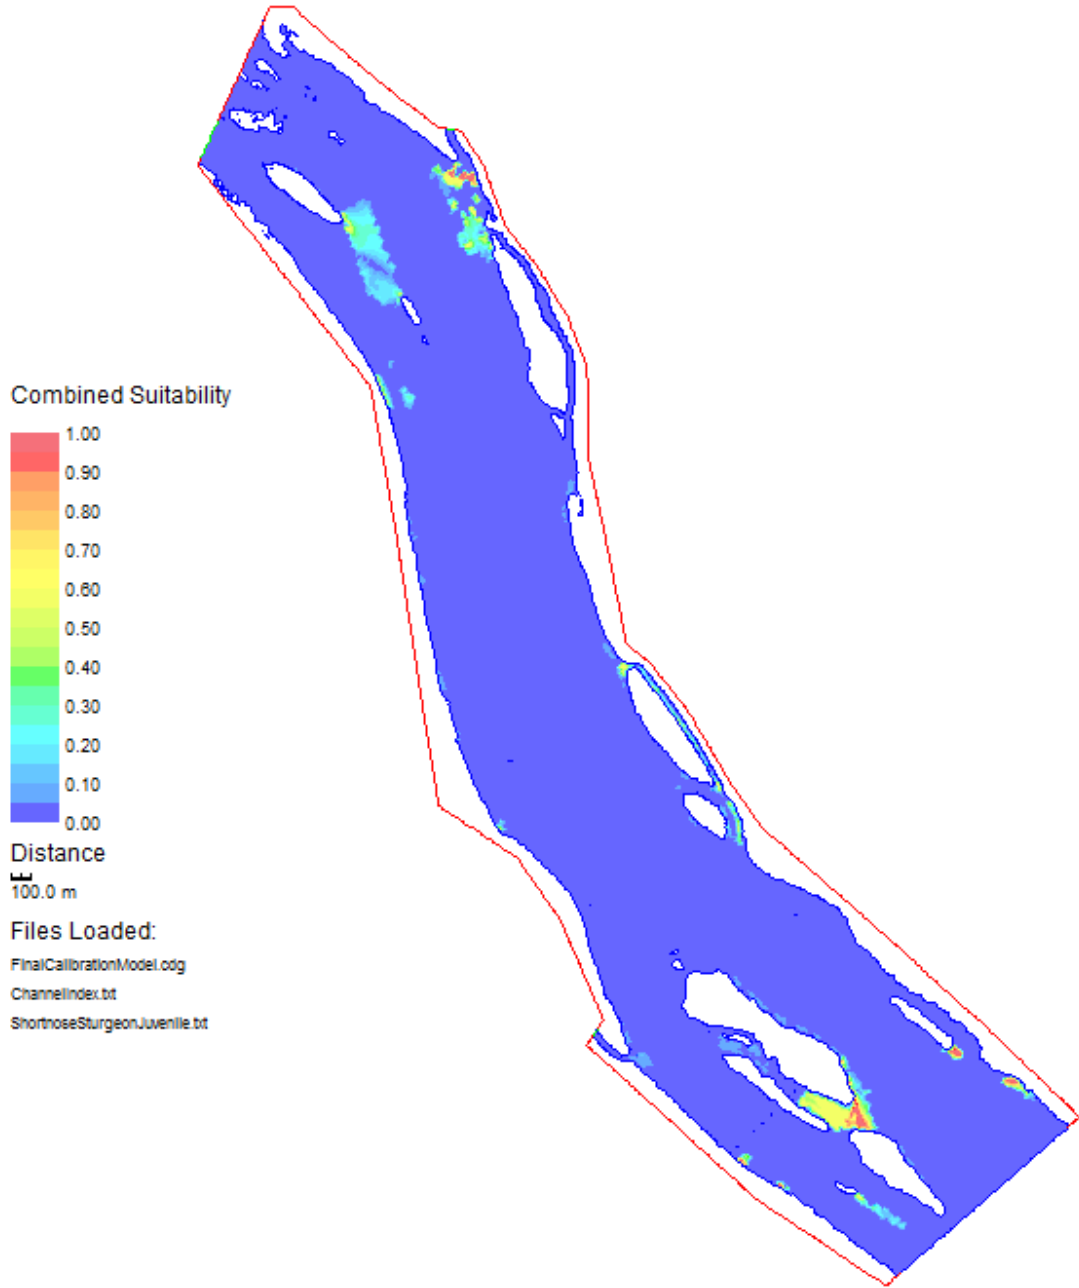 Combined Suitability
1.00
0.90
0.80
0.70
0.60
0.50
0.40
0.30
0.20
0.10
0.00
Distance
100.0 m
Files Loaded:
FinalCalibrationModel.cdg
ChannelIndex.txt
ShortnoseSturgeonJuvenile.txt